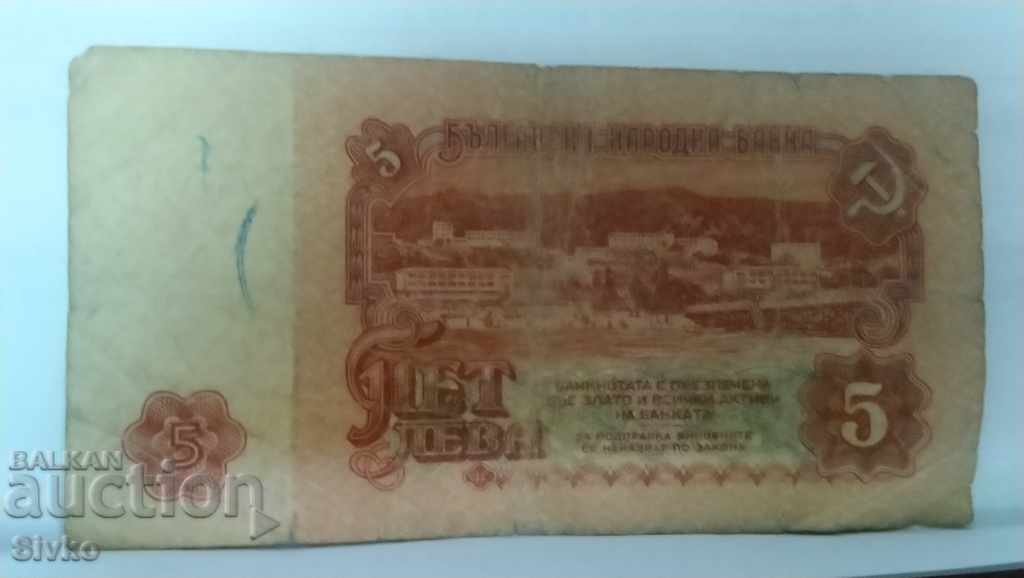 5
БЪЛГАРСКА НАРОДНА БАНКА
ПЕТ
ЛЕВА
БАНКНОТАТА Е ОБЕЗПЕЧЕНА
СЪС ЗЛАТО И ВСИЧКИ АКТИВИ
НА БАНКАТА
ЗА ПОДПРАВКА ВИНОВНИТЕ
СЕ НАКАЗВАТ ПО ЗАКОНА
5
5
BALKAN
auction
Sivko